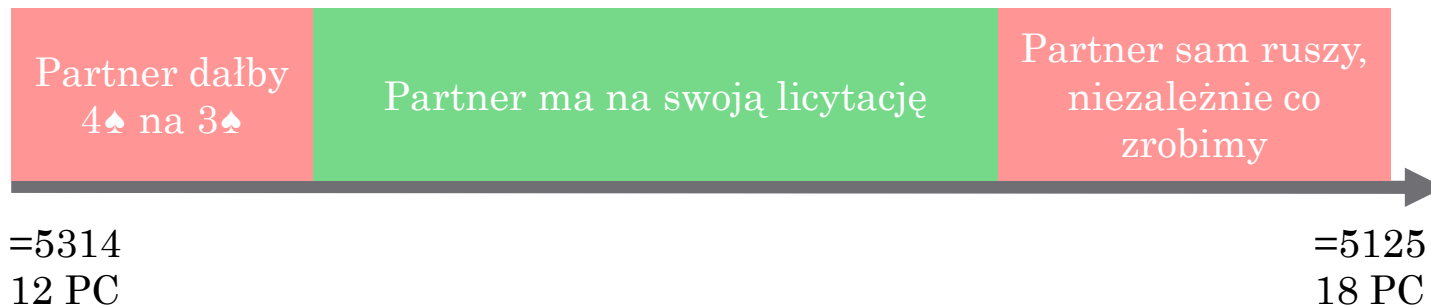 Partner dałby
4♠ na 3♠
Partner ma na swoją licytację
Partner sam ruszy,
niezależnie co
zrobimy
=5314
12 PC
=5125
18 PC